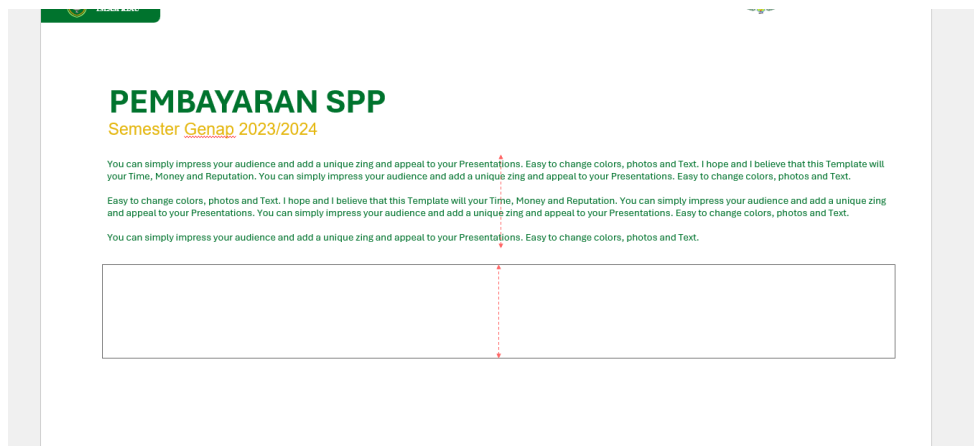 PEMBAYARAN SPP
Semester Genap 2023/2024
You can simply impress your audience and add a unique zing and appeal to your Presentations. Easy to change colors, photos and Text. I hope and I believe that this Template will
your Time, Money and Reputation. You can simply impress your audience and add a unique zing and appeal to your Presentations. Easy to change colors, photos and Text.
Easy to change colors, photos and Text. I hope and I believe that this Template will your Time, Money and Reputation. You can simply impress your audience and add a unique zing
and appeal to your Presentations. You can simply impress your audience and add a unique zing and appeal to your Presentations. Easy to change colors, photos and Text.
You can simply impress your audience and add a unique zing and appeal to your Presentations. Easy to change colors, photos and Text.